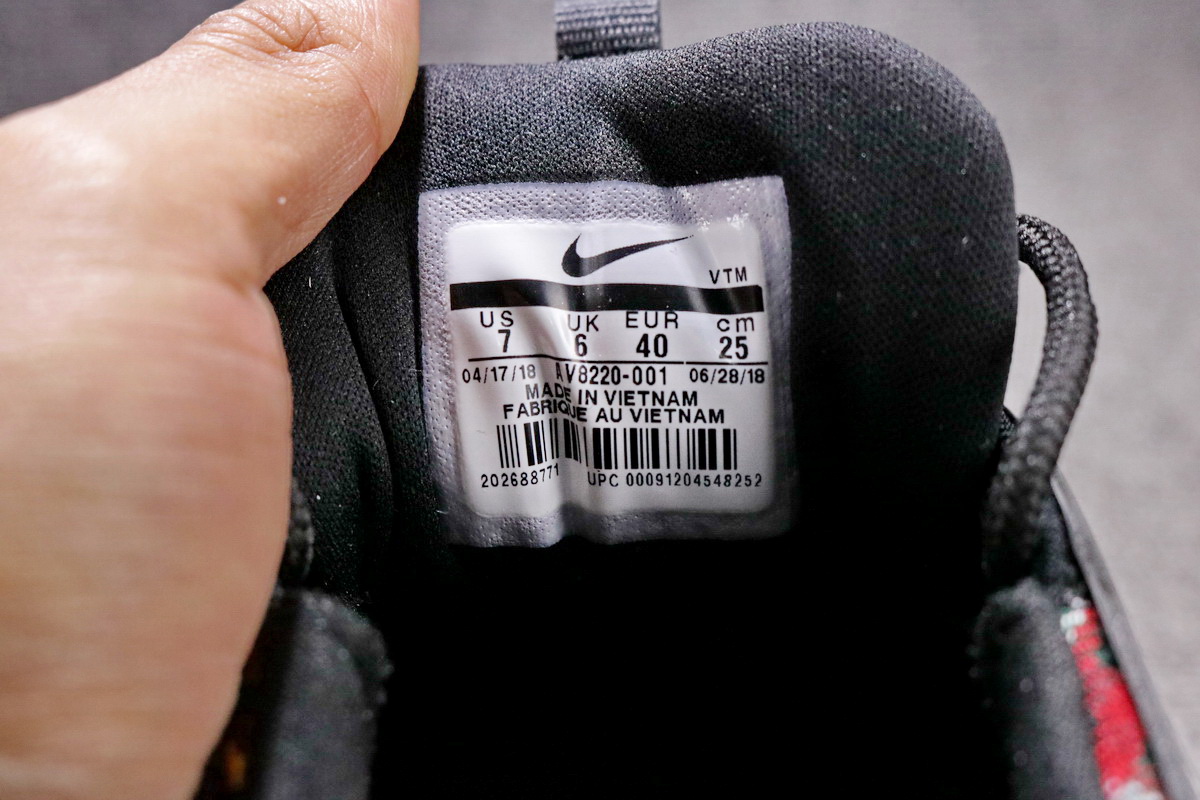 VTM
US UK EUR cm
7 6 40 25
04/17/18 AV8220-001 06/28/18
MADE IN VIETNAM
FABRIQUE AU VIETNAM
202688771 UPC 00091204548252